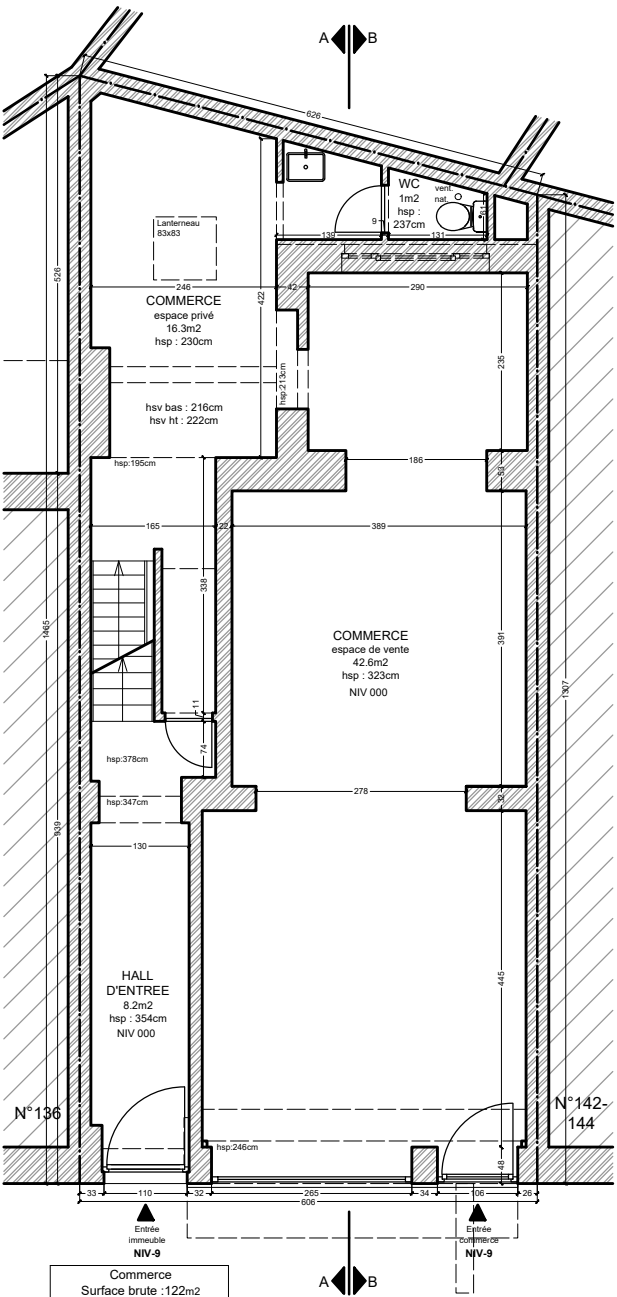 A B
626
WC
1m2
hsp :
237cm
vent.
nat.
61
9
139
131
Lanterneau
83x83
526
246
42
290
COMMERCE
espace privé
16.3m2
hsp : 230cm
422
235
hsp:213cm
hsv bas : 216cm
hsv ht : 222cm
hsp:195cm
186
53
165
22
389
338
1465
COMMERCE
espace de vente
42.6m2
hsp : 323cm
NIV 000
391
1307
11
74
hsp:378cm
hsp:347cm
278
32
939
130
445
HALL
D'ENTREE
8.2m2
hsp : 354cm
NIV 000
N°136
N°142-
144
hsp:246cm
48
33
110
32
265
34
106
26
606
Entrée
immeuble
NIV-9
Entrée
commerce
NIV-9
Commerce
Surface brute :122m2
A B